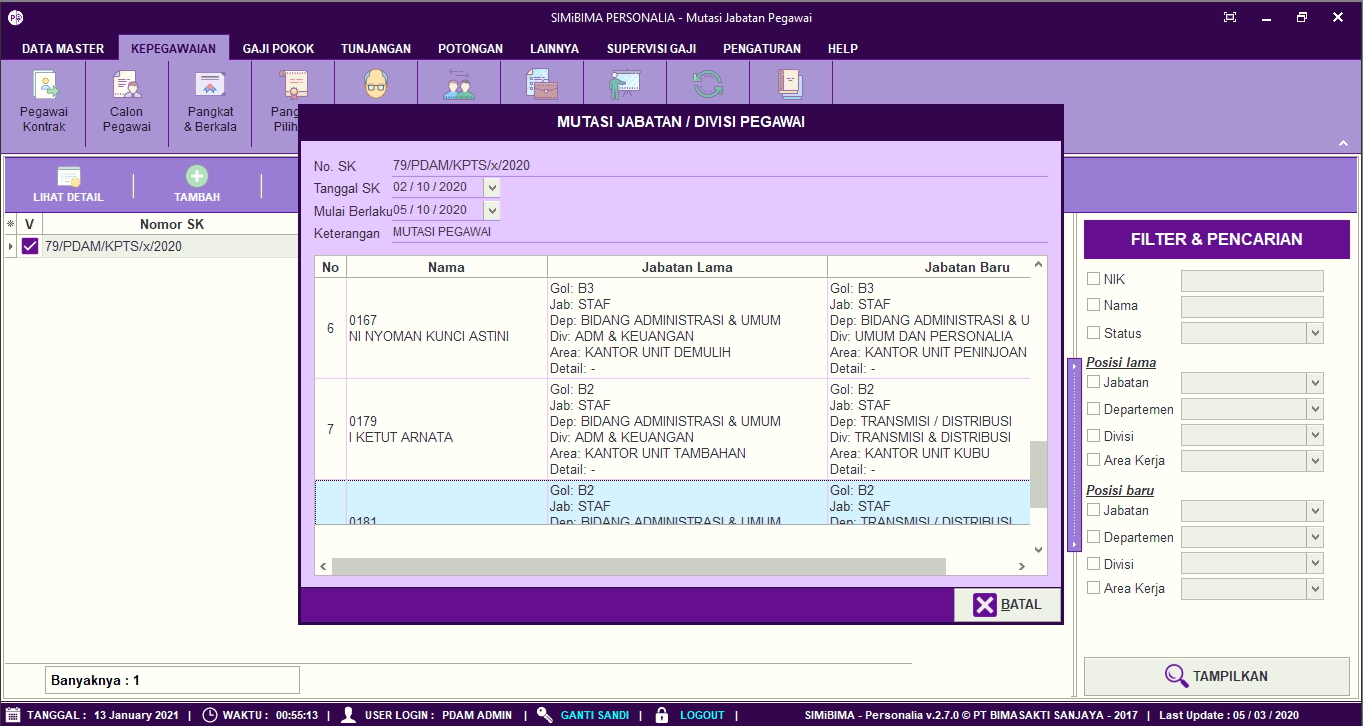 SIMiBIMA PERSONALIA - Mutasi Jabatan Pegawai
DATA MASTER KEPEGAWAIAN GAJI POKOK TUNJANGAN POTONGAN LAINNYA SUPERVISI GAJI PENGATURAN HELP
Pegawai Kontrak
Calon Pegawai
Pangkat & Berkala
MUTASI JABATAN / DIVISI PEGAWAI
LIHAT DETAIL
TAMBAH
V Nomor SK
79/PDAM/KPTS/x/2020
No. SK 79/PDAM/KPTS/x/2020
Tanggal SK 02 / 10 / 2020
Mulai Berlaku 05 / 10 / 2020
Keterangan MUTASI PEGAWAI
No Nama Jabatan Lama Jabatan Baru
6
0167
NI NYOMAN KUNCI ASTINI
Gol: B3
Jab: STAF
Dep: BIDANG ADMINISTRASI & UMUM
Div: ADM & KEUANGAN
Area: KANTOR UNIT DEMULIH
Detail: -
Gol: B3
Jab: STAF
Dep: BIDANG ADMINISTRASI & U
Div: UMUM DAN PERSONALIA
Area: KANTOR UNIT PENINJOAN
Detail: -
7
0179
I KETUT ARNATA
Gol: B2
Jab: STAF
Dep: BIDANG ADMINISTRASI & UMUM
Div: ADM & KEUANGAN
Area: KANTOR UNIT TAMBAHAN
Detail: -
Gol: B2
Jab: STAF
Dep: TRANSMISI / DISTRIBUSI
Div: TRANSMISI & DISTRIBUSI
Area: KANTOR UNIT KUBU
Detail: -
0181
Gol: B2
Jab: STAF
Dep: BIDANG ADMINISTRASI & UMUM
Gol: B2
Jab: STAF
Dep: TRANSMISI / DISTRIBUSI
BATAL
FILTER & PENCARIAN
NIK
Nama
Status
Posisi lama
Jabatan
Departemen
Divisi
Area Kerja
Posisi baru
Jabatan
Departemen
Divisi
Area Kerja
TAMPILKAN
Banyaknya : 1
TANGGAL : 13 January 2021 | WAKTU : 00:55:13 | USER LOGIN : PDAM ADMIN | GANTI SANDI | LOGOUT | SIMiBIMA - Personalia v.2.7.0 © PT BIMASAKTI SANJAYA - 2017 | Last Update : 05 / 03 / 2020